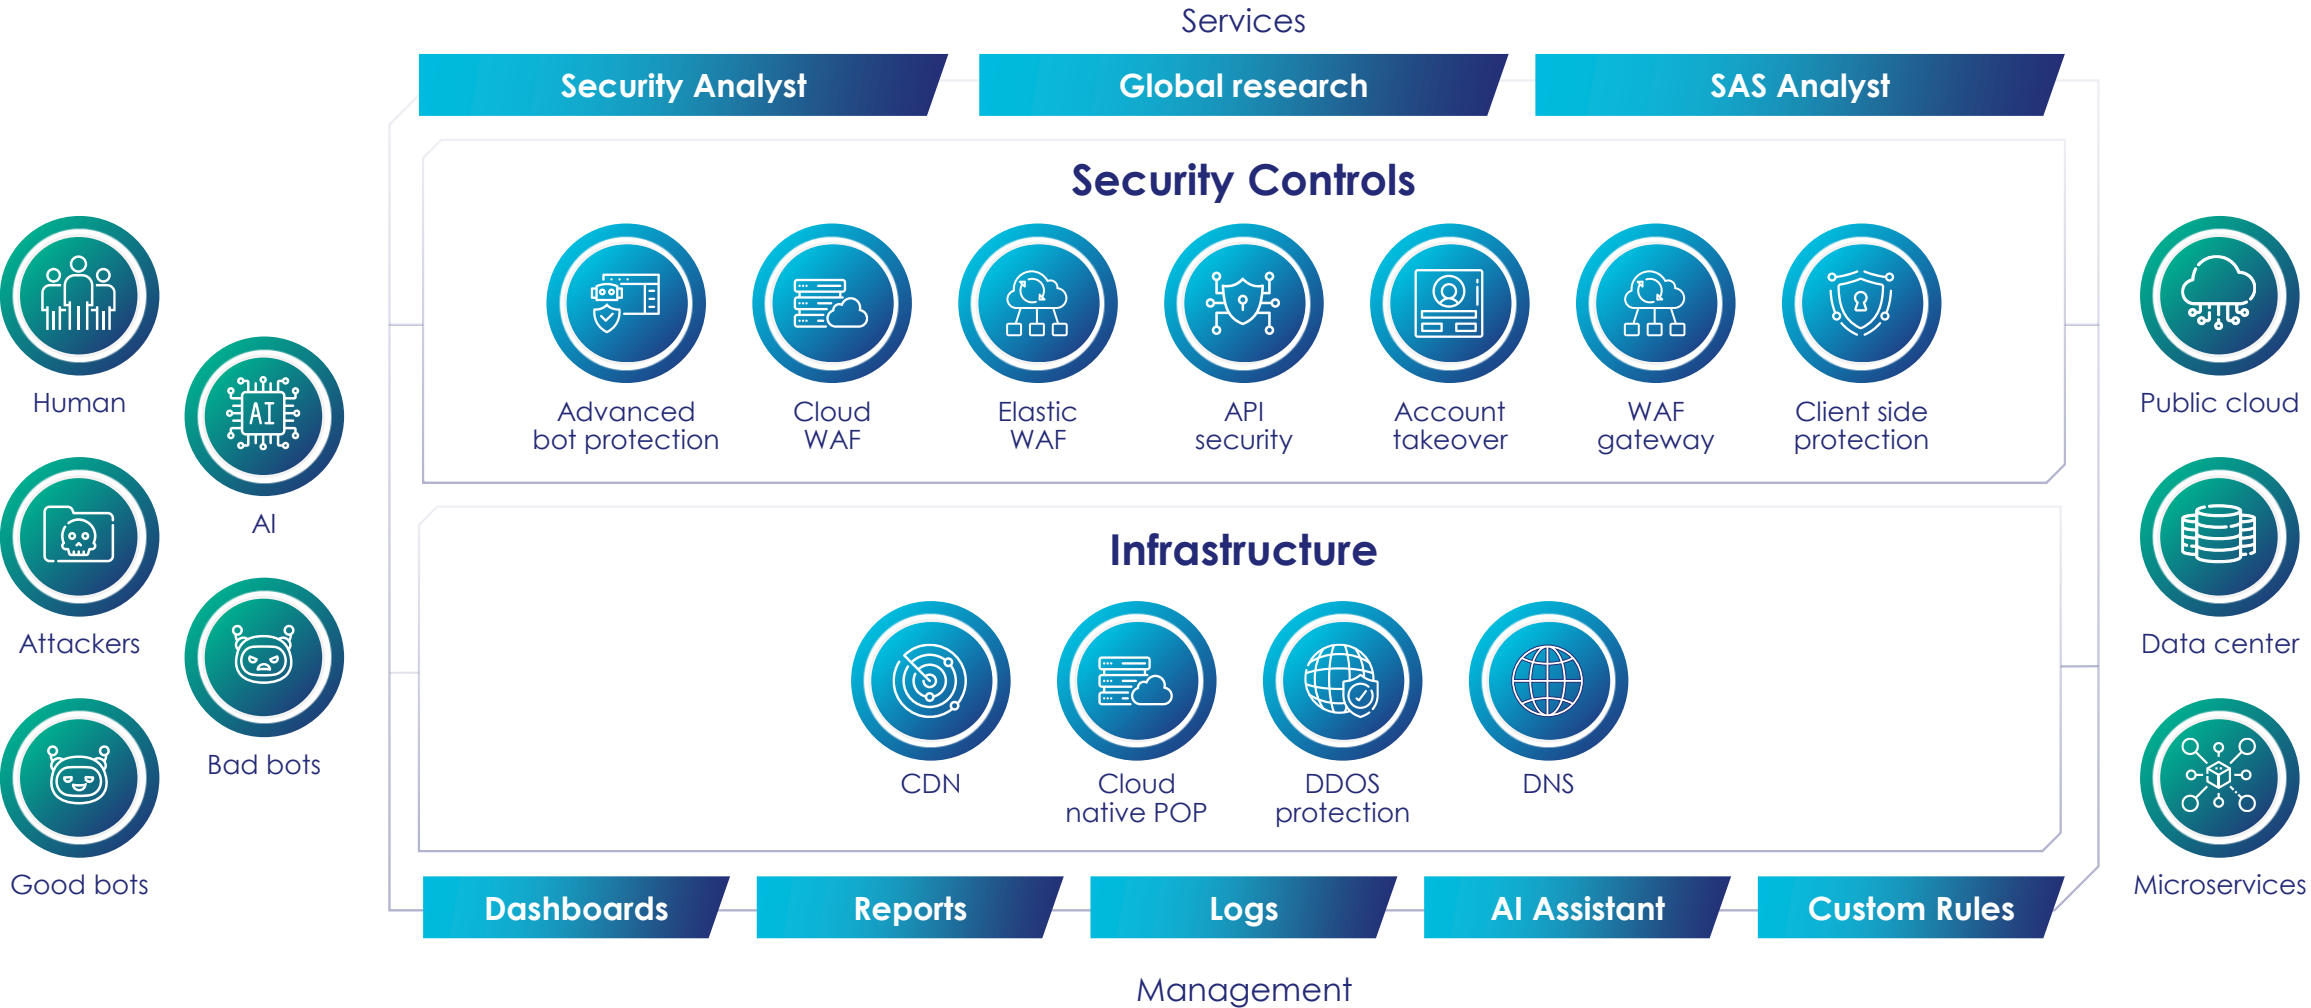 Services
Security Analyst
Global research
SAS Analyst
Security Controls
Advanced
bot protection
Cloud
WAF
Elastic
WAF
API
security
Account
takeover
WAF
gateway
Client side
protection
Human
AI
AI
Attackers
Bad bots
Good bots
Infrastructure
CDN
Cloud
native POP
DDOS
protection
DNS
Public cloud
Data center
Microservices
Dashboards
Reports
Logs
AI Assistant
Custom Rules
Management